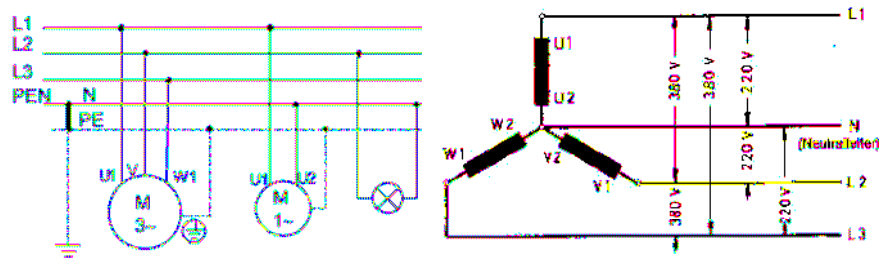 L1
L2
L3
PEN N
PE
U1 V W1
M
3~
U1 U2
M
1~
L1
U1
U2
380 V
380 V
220 V
W2
W1
V2
V1
N
(Neutralleiter)
220 V
L2
380 V
220 V
L3